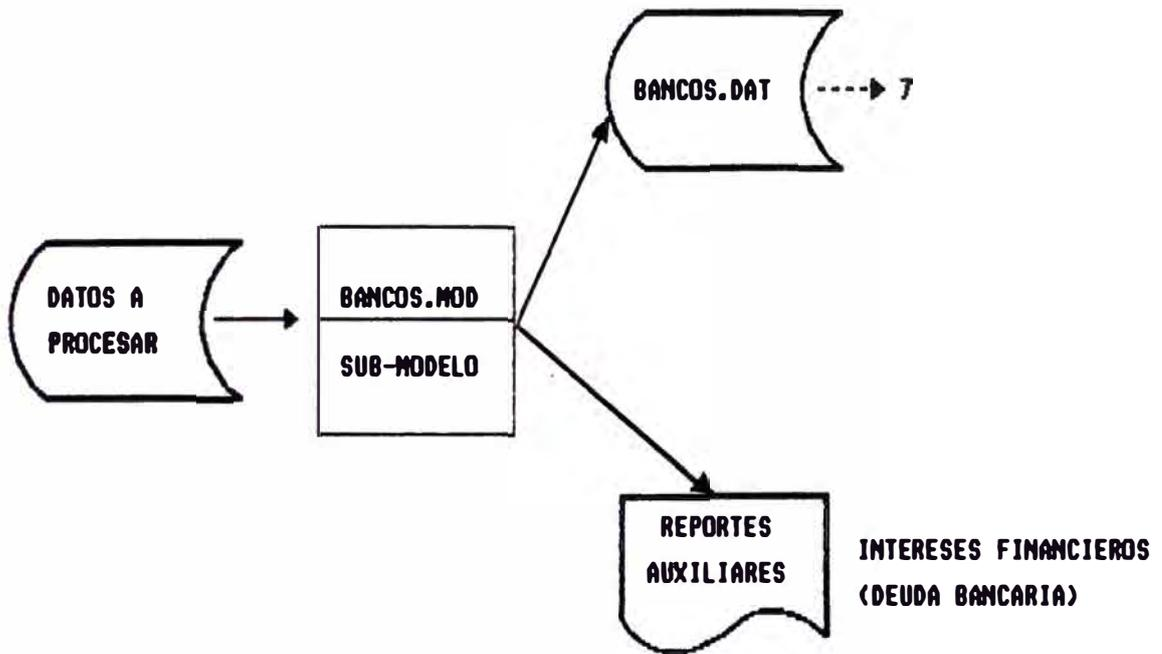 BANCOS.DAT
7
DATOS A
PROCESAR
BANCOS.MOD
SUB-MODELO
REPORTES
AUXILIARES
INTERESES FINANCIEROS
(DEUDA BANCARIA)